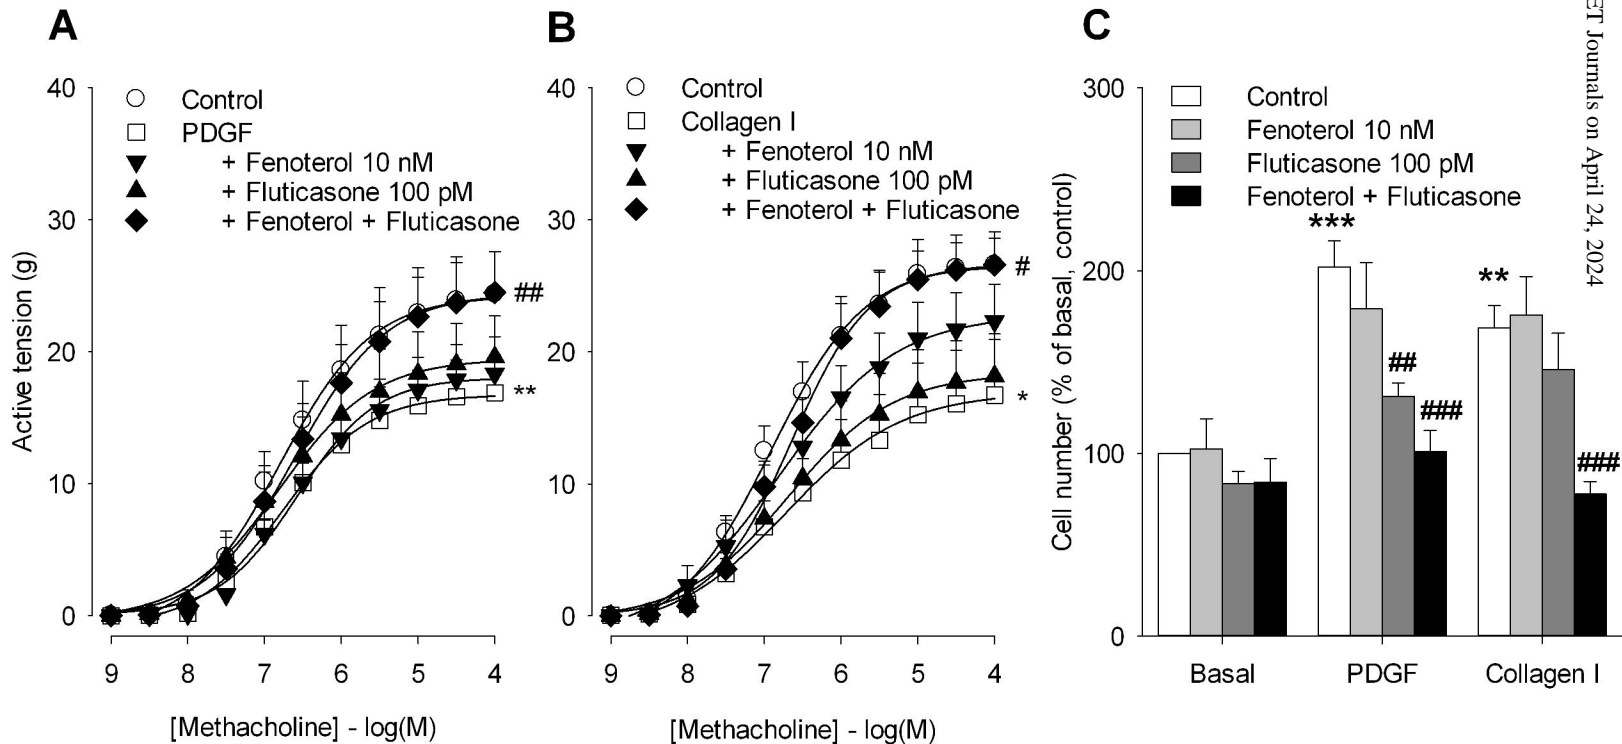 A
40
30
20
10
0
Active tension (g)
Control
PDGF
+ Fenoterol 10 nM
+ Fluticasone 100 pM
+ Fenoterol + Fluticasone
##
**
9 8 7 6 5 4
[Methacholine] - log(M)
B
40
30
20
10
0
Control
Collagen I
+ Fenoterol 10 nM
+ Fluticasone 100 pM
+ Fenoterol + Fluticasone
#
*
9 8 7 6 5 4
[Methacholine] - log(M)
C
300
200
100
0
Cell number (% of basal, control)
Control
Fenoterol 10 nM
Fluticasone 100 pM
Fenoterol + Fluticasone
***
##
###
**
###
Basal PDGF Collagen I
ET Journals on April 24, 2024